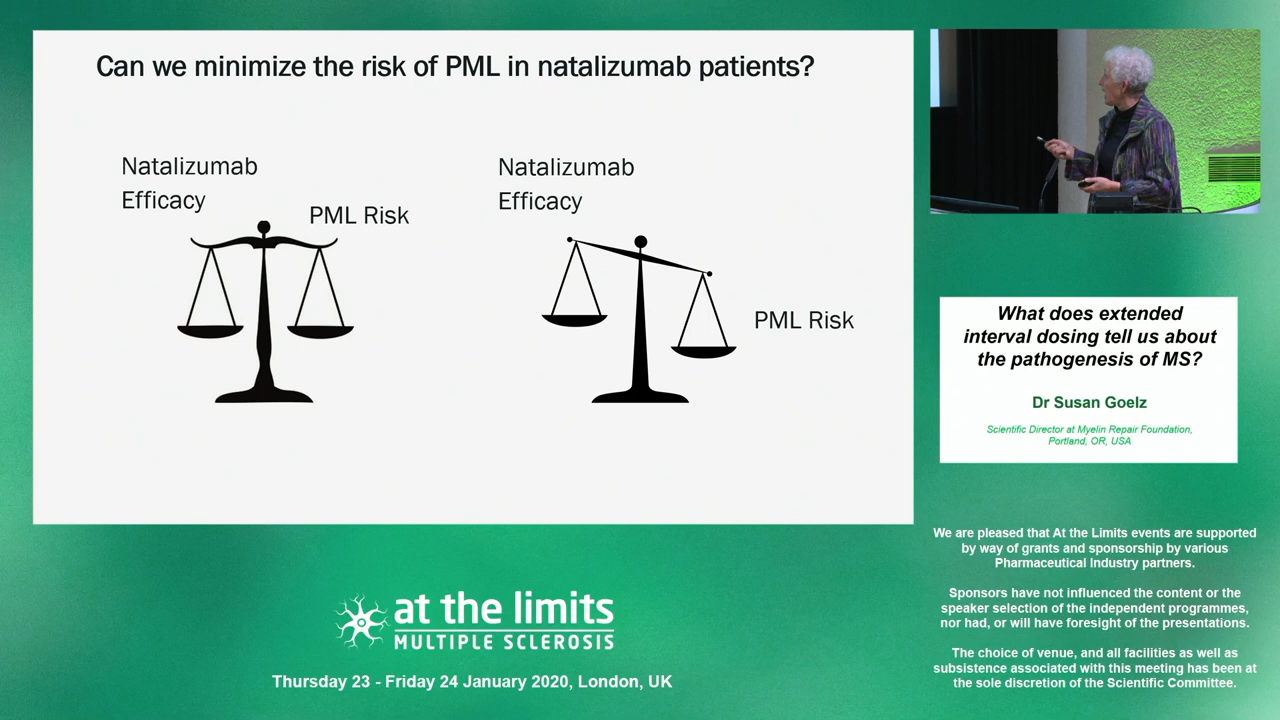 Can we minimize the risk of PML in natalizumab patients?
Natalizumab
Efficacy
PML Risk
Natalizumab
Efficacy
PML Risk
What does extended
interval dosing tell us about
the pathogenesis of MS?
Dr Susan Goelz
Scientific Director at Myelin Repair Foundation,
Portland, OR, USA
We are pleased that At the Limits events are supported
by way of grants and sponsorship by various
Pharmaceutical Industry partners.
Sponsors have not influenced the content or the
speaker selection of the independent programmes,
nor had, or will have foresight of the presentations.
The choice of venue, and all facilities as well as
subsistence associated with this meeting has been at
the sole discretion of the Scientific Committee.
at the limits
MULTIPLE SCLEROSIS
Thursday 23 - Friday 24 January 2020, London, UK